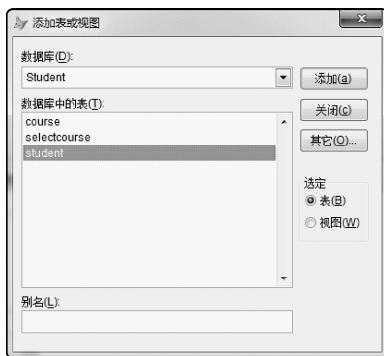 添加表或视图
数据库(D):
Student
添加(a)
数据库中的表(T):
关闭(c)
course
selectcourse
其它(O)...
student
选定
表(B)
视图(W)
别名(L):